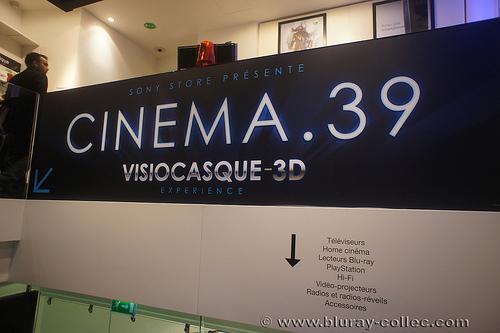 SONY STORE PRÉSENTE
CINEMA.39
VISIOCASQUE-3D
EXPERIENCE
Téléviseurs
Home cinéma
Lecteurs Blu-ray
PlayStation
Hi-Fi
Vidéo-projecteurs
Radios et radios-réveils
Accessoires
© www.bluray-collec.com